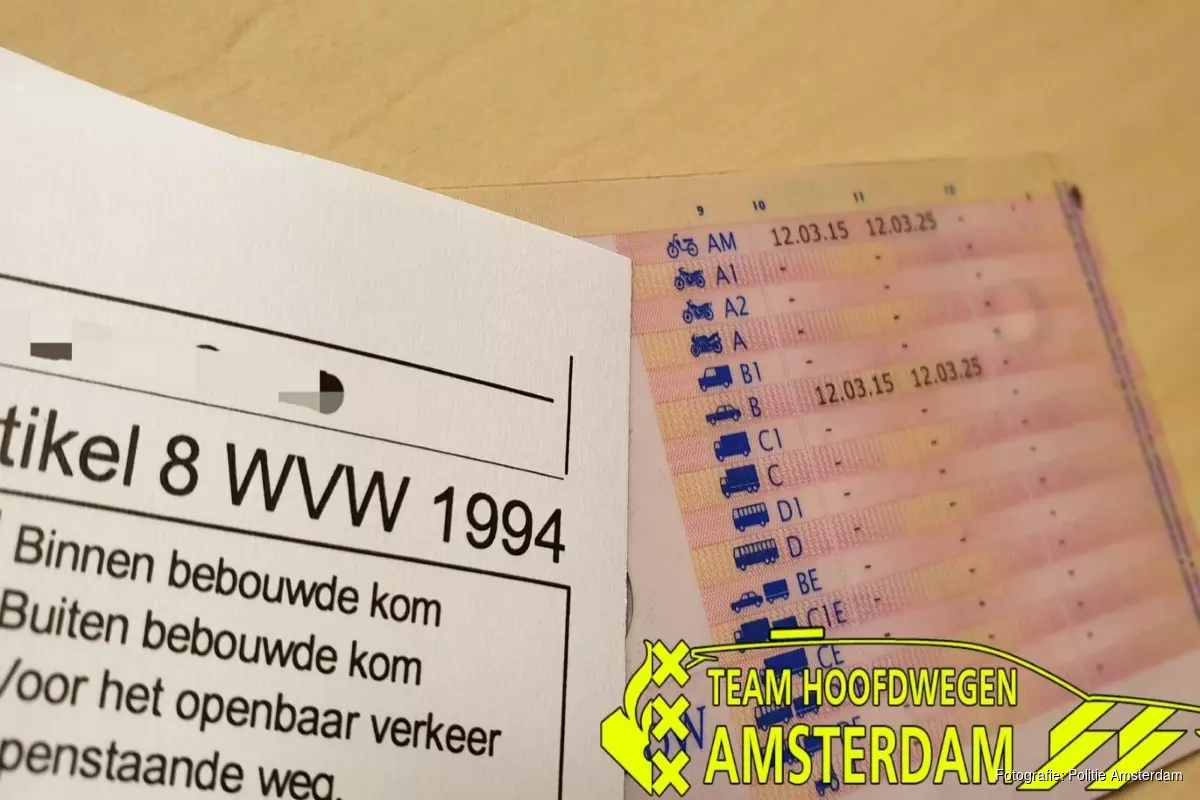 tikel 8 WVW 1994
Binnen bebouwde kom
Buiten bebouwde kom
Voor het openbaar verkeer
penstaande weg.
9 10 11 12
AM 12.03.15 12.03.25
A1
A2
A
B1
B 12.03.15 12.03.25
C1
C
D1
D
BE
C1E
CE
TEAM HOOFDWEGEN
AMSTERDAM
Fotografie: Politie Amsterdam